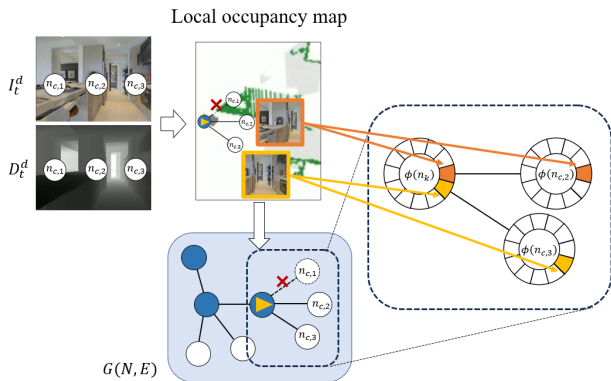 Local occupancy map
I_t^d
n_{c,1}
n_{c,2}
n_{c,3}
D_t^d
n_{c,1}
n_{c,2}
n_{c,3}
n_{c,1}
n_{c,2}
n_{c,3}
ϕ(n_k)
ϕ(n_{c,2})
ϕ(n_{c,3})
n_{c,1}
n_{c,2}
n_{c,3}
G(N, E)